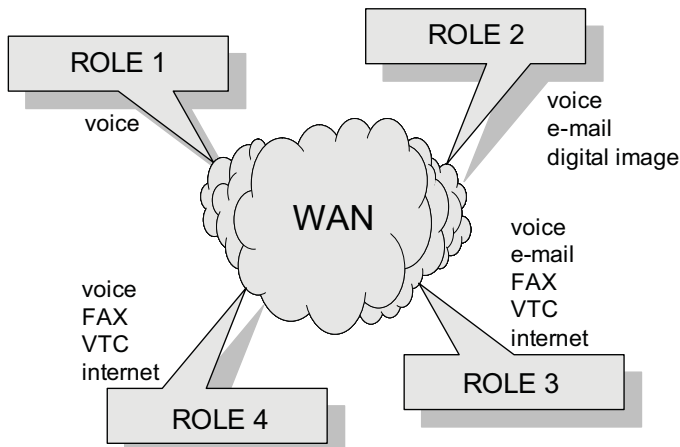 ROLE 1
voice
ROLE 2
voice
e-mail
digital image
WAN
voice
FAX
VTC
internet
ROLE 4
voice
e-mail
FAX
VTC
internet
ROLE 3